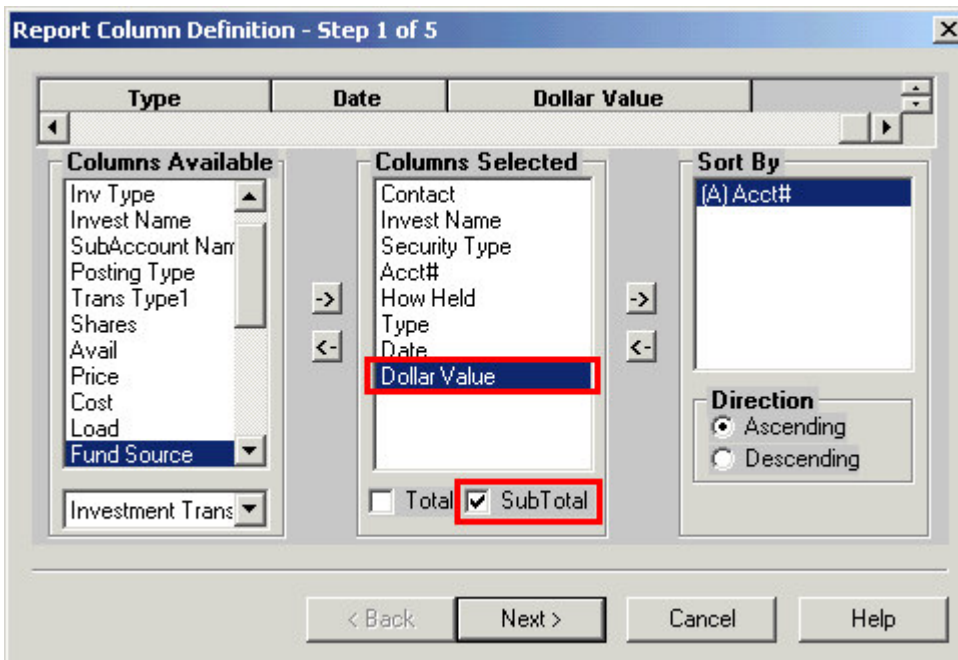 Report Column Definition - Step 1 of 5
Type Date Dollar Value
Columns Available
Inv Type
Invest Name
SubAccount Nam
Posting Type
Trans Type1
Shares
Avail
Price
Cost
Load
Fund Source
Investment Trans
->
<-
Columns Selected
Contact
Invest Name
Security Type
Acct#
How Held
Type
Date
Dollar Value
Total SubTotal
->
<-
Sort By
(A) Acct#
Direction
Ascending
Descending
< Back Next > Cancel Help